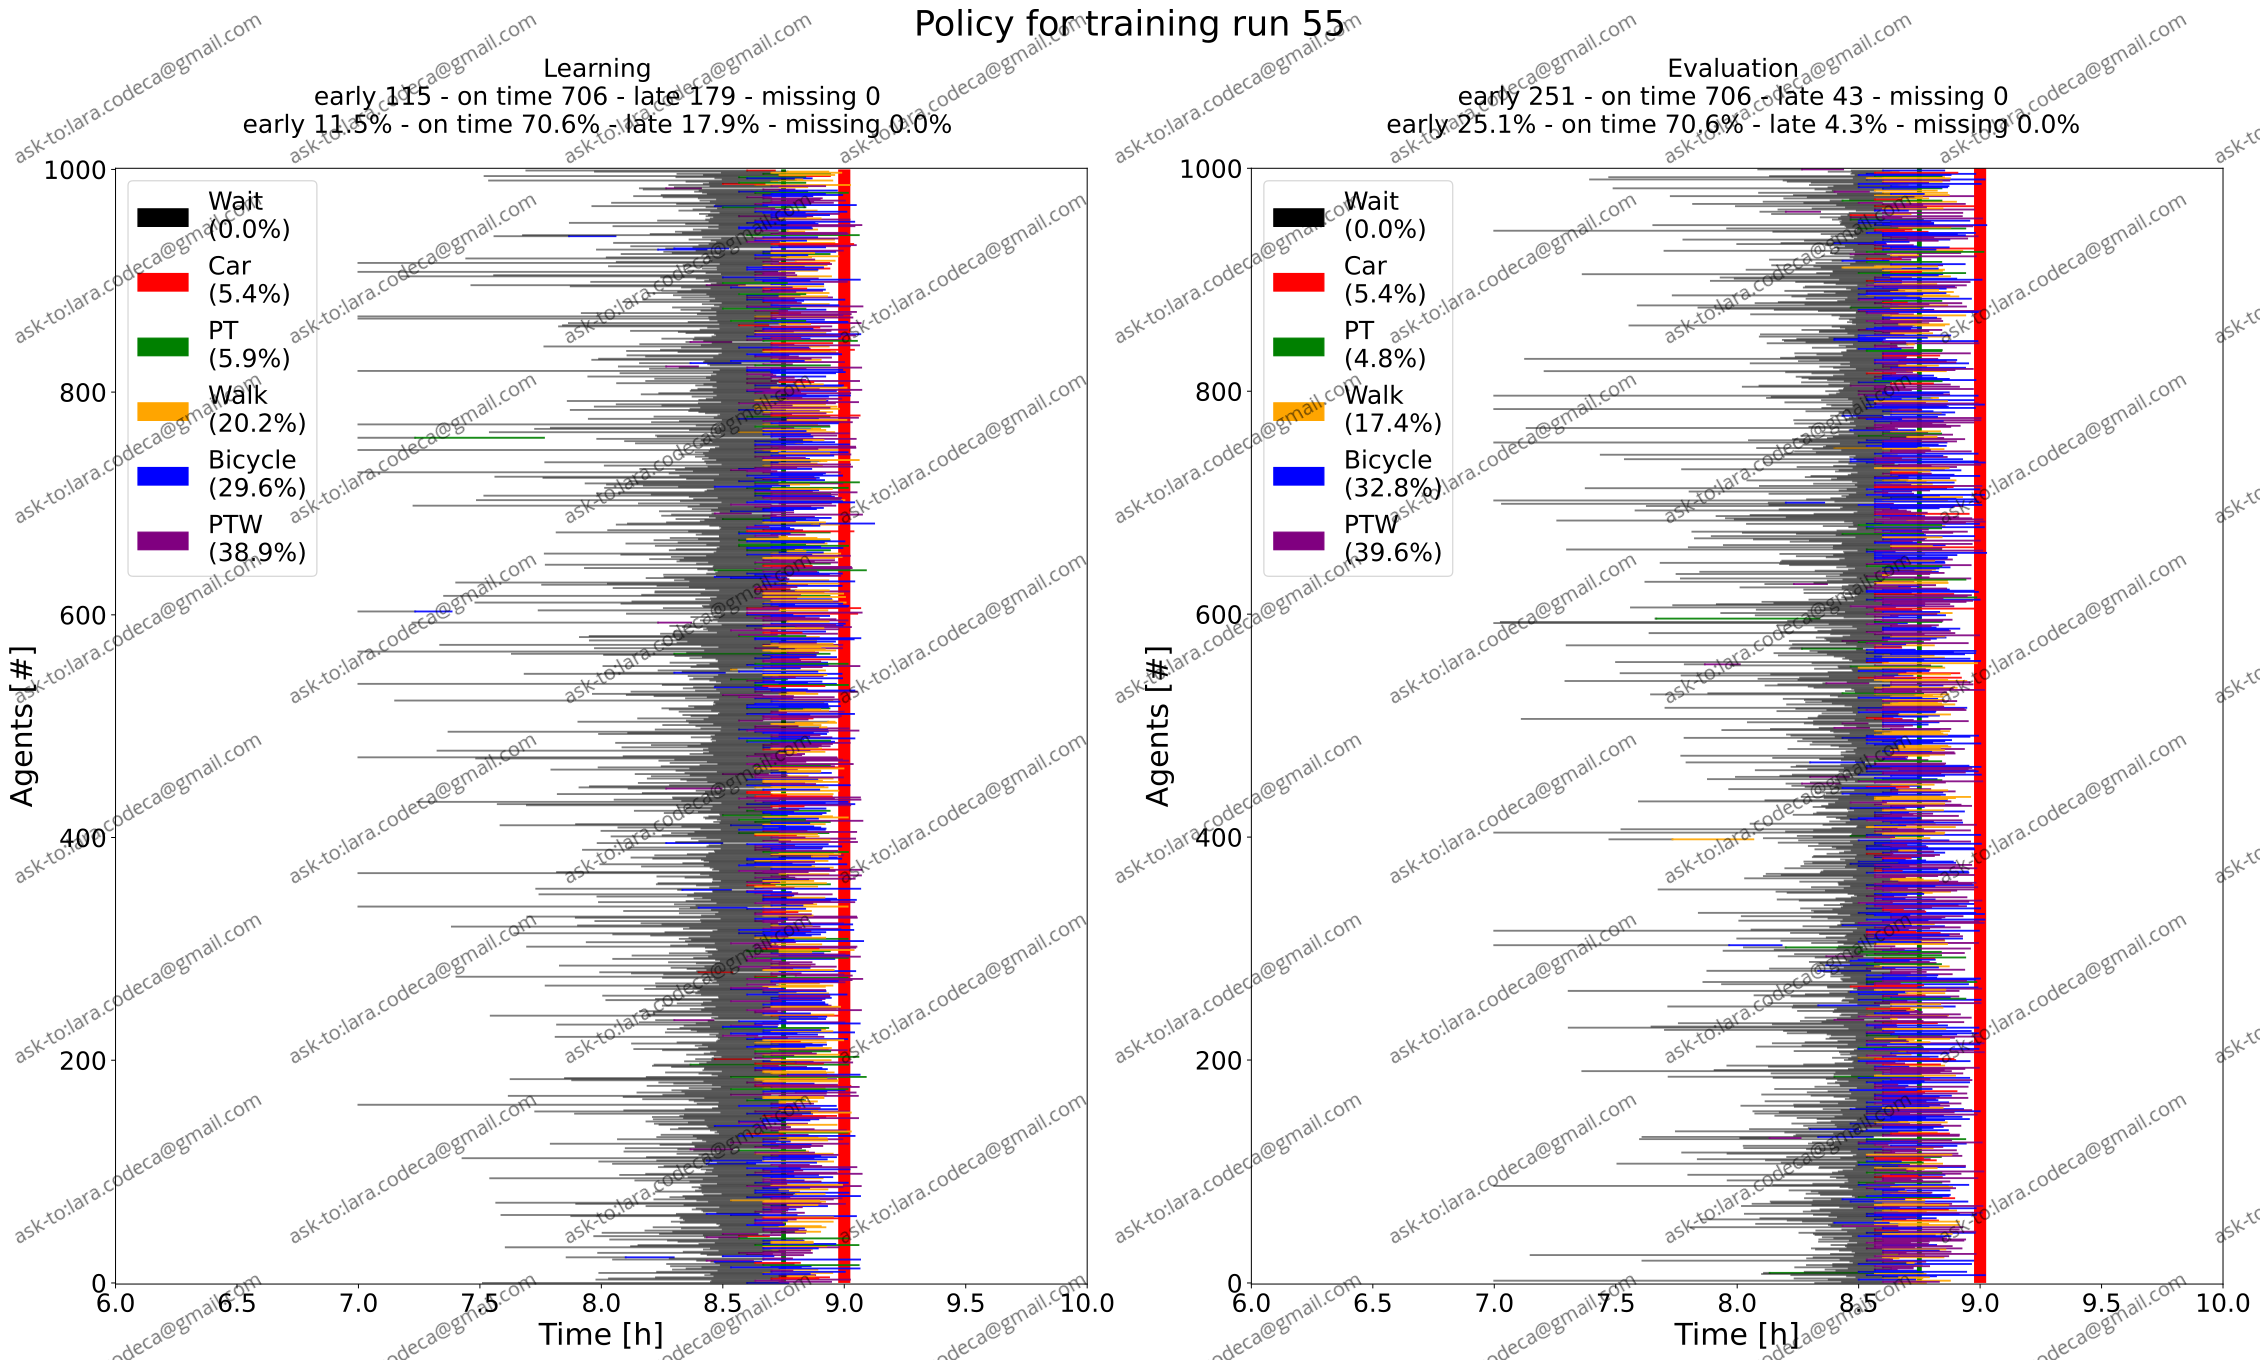 Policy for training run 55
Learning
early 115 - on time 706 - late 179 - missing 0
early 11.5% - on time 70.6% - late 17.9% - missing 0.0%
1000
800
600
400
200
0
Agents [#]
Wait
(0.0%)
Car
(5.4%)
PT
(5.9%)
Walk
(20.2%)
Bicycle
(29.6%)
PTW
(38.9%)
6.0 6.5 7.0 7.5 8.0 8.5 9.0 9.5 10.0
Time [h]
Evaluation
early 251 - on time 706 - late 43 - missing 0
early 25.1% - on time 70.6% - late 4.3% - missing 0.0%
1000
800
600
400
200
0
Agents [#]
Wait
(0.0%)
Car
(5.4%)
PT
(4.8%)
Walk
(17.4%)
Bicycle
(32.8%)
PTW
(39.6%)
6.0 6.5 7.0 7.5 8.0 8.5 9.0 9.5 10.0
Time [h]
ask-to:lara.codeca@gmail.com